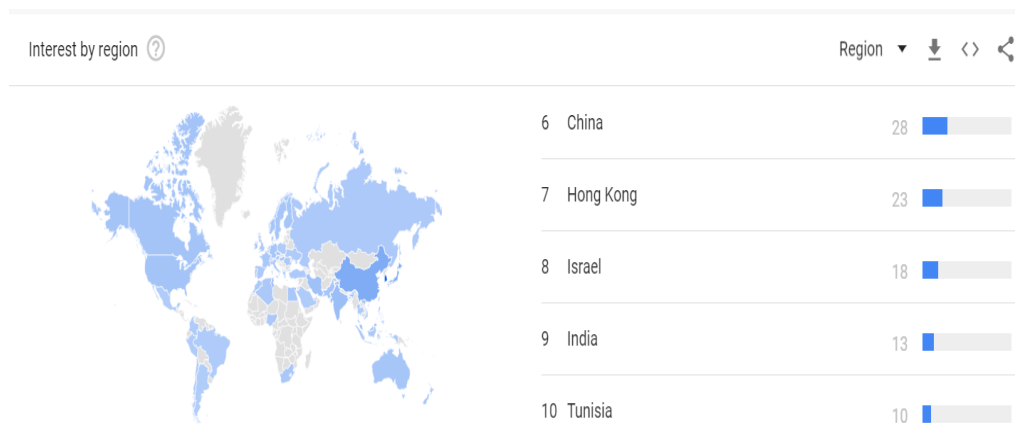 Interest by region ?
Region
6 China 28
7 Hong Kong 23
8 Israel 18
9 India 13
10 Tunisia 10